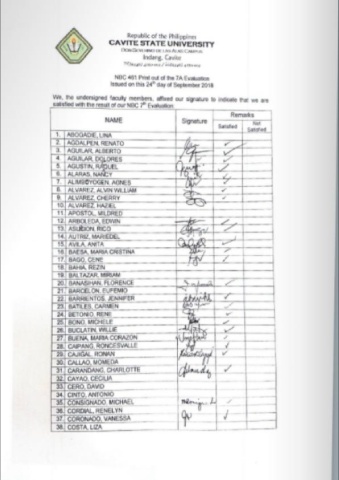 Republic of the Philippines
CAVITE STATE UNIVERSITY
DON SEVERINO DE LAS ALAS CAMPUS
Indang, Cavite
NBC 461 Print out of the 7A Evaluation
Issued on this 24th day of September 2018
We, the undersigned faculty members, affixed our signature to indicate that we are
satisfied with the result of our NBC 7th Evaluation:
NAME Signature Remarks
Satisfied Not Satisfied
1. ABOGADIE, LINA
2. AGDALPEN, RENATO
3. AGUILAR, ALBERTO
4. AGUILAR, DOLORES
5. AGUSTIN, RAQUEL
6. ALARAS, NANCY
7. AGNES
8. ALVAREZ, ALVIN WILLIAM
9. ALVAREZ, CHERRY
10. ALVAREZ, HAZIEL
11. APOSTOL, MILDRED
12. ARBOLEDA, EDWIN
13. ASUNCION, RICO
14. AUTRIZ, MARIEDEL
15. AVILA, ANITA
16. BAESA, MARIA CRISTINA
17. BAGO, GENE
18. BAHIA, REZIN
19. BALTAZAR, MIRIAM
20. BANAGHAN, FLORENCE
21. BARCELON, EUFEMIO
22. BARRIENTOS, JENNIFER
23. BATILES, CARMEN
24. BETONIO, RENE
25. BONO, MICHELE
26. BUCLATIN, WILLIE
27. BUENA, MARIA CORAZON
28. CAIPANG, RONCESVALLE
29. CAJIGAL, RONAN
30. CALLAO, MOMEDA
31. CARANDANG, CHARLOTTE
32. CAYAO, CECILIA
33. CERO, DAVID
34. CINTO, ANTONIO
35. CONSIGNADO, MICHAEL
36. CORDIAL, RENELYN
37. CORONADO, VANESSA
38. COSTA, LIZA